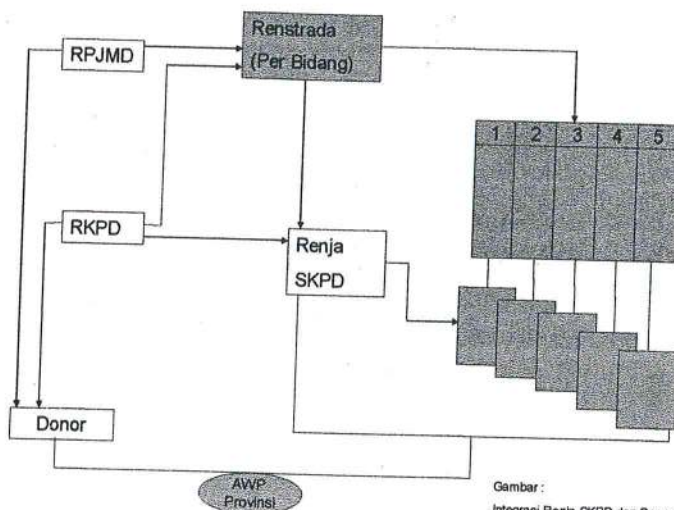 Renstrada
(Per Bidang)
RPJMD
1 2 3 4 5
RKPD
Renja
SKPD
Donor
AWP
Provinsi
Gambar :
Integrasi Renja SKPD dan